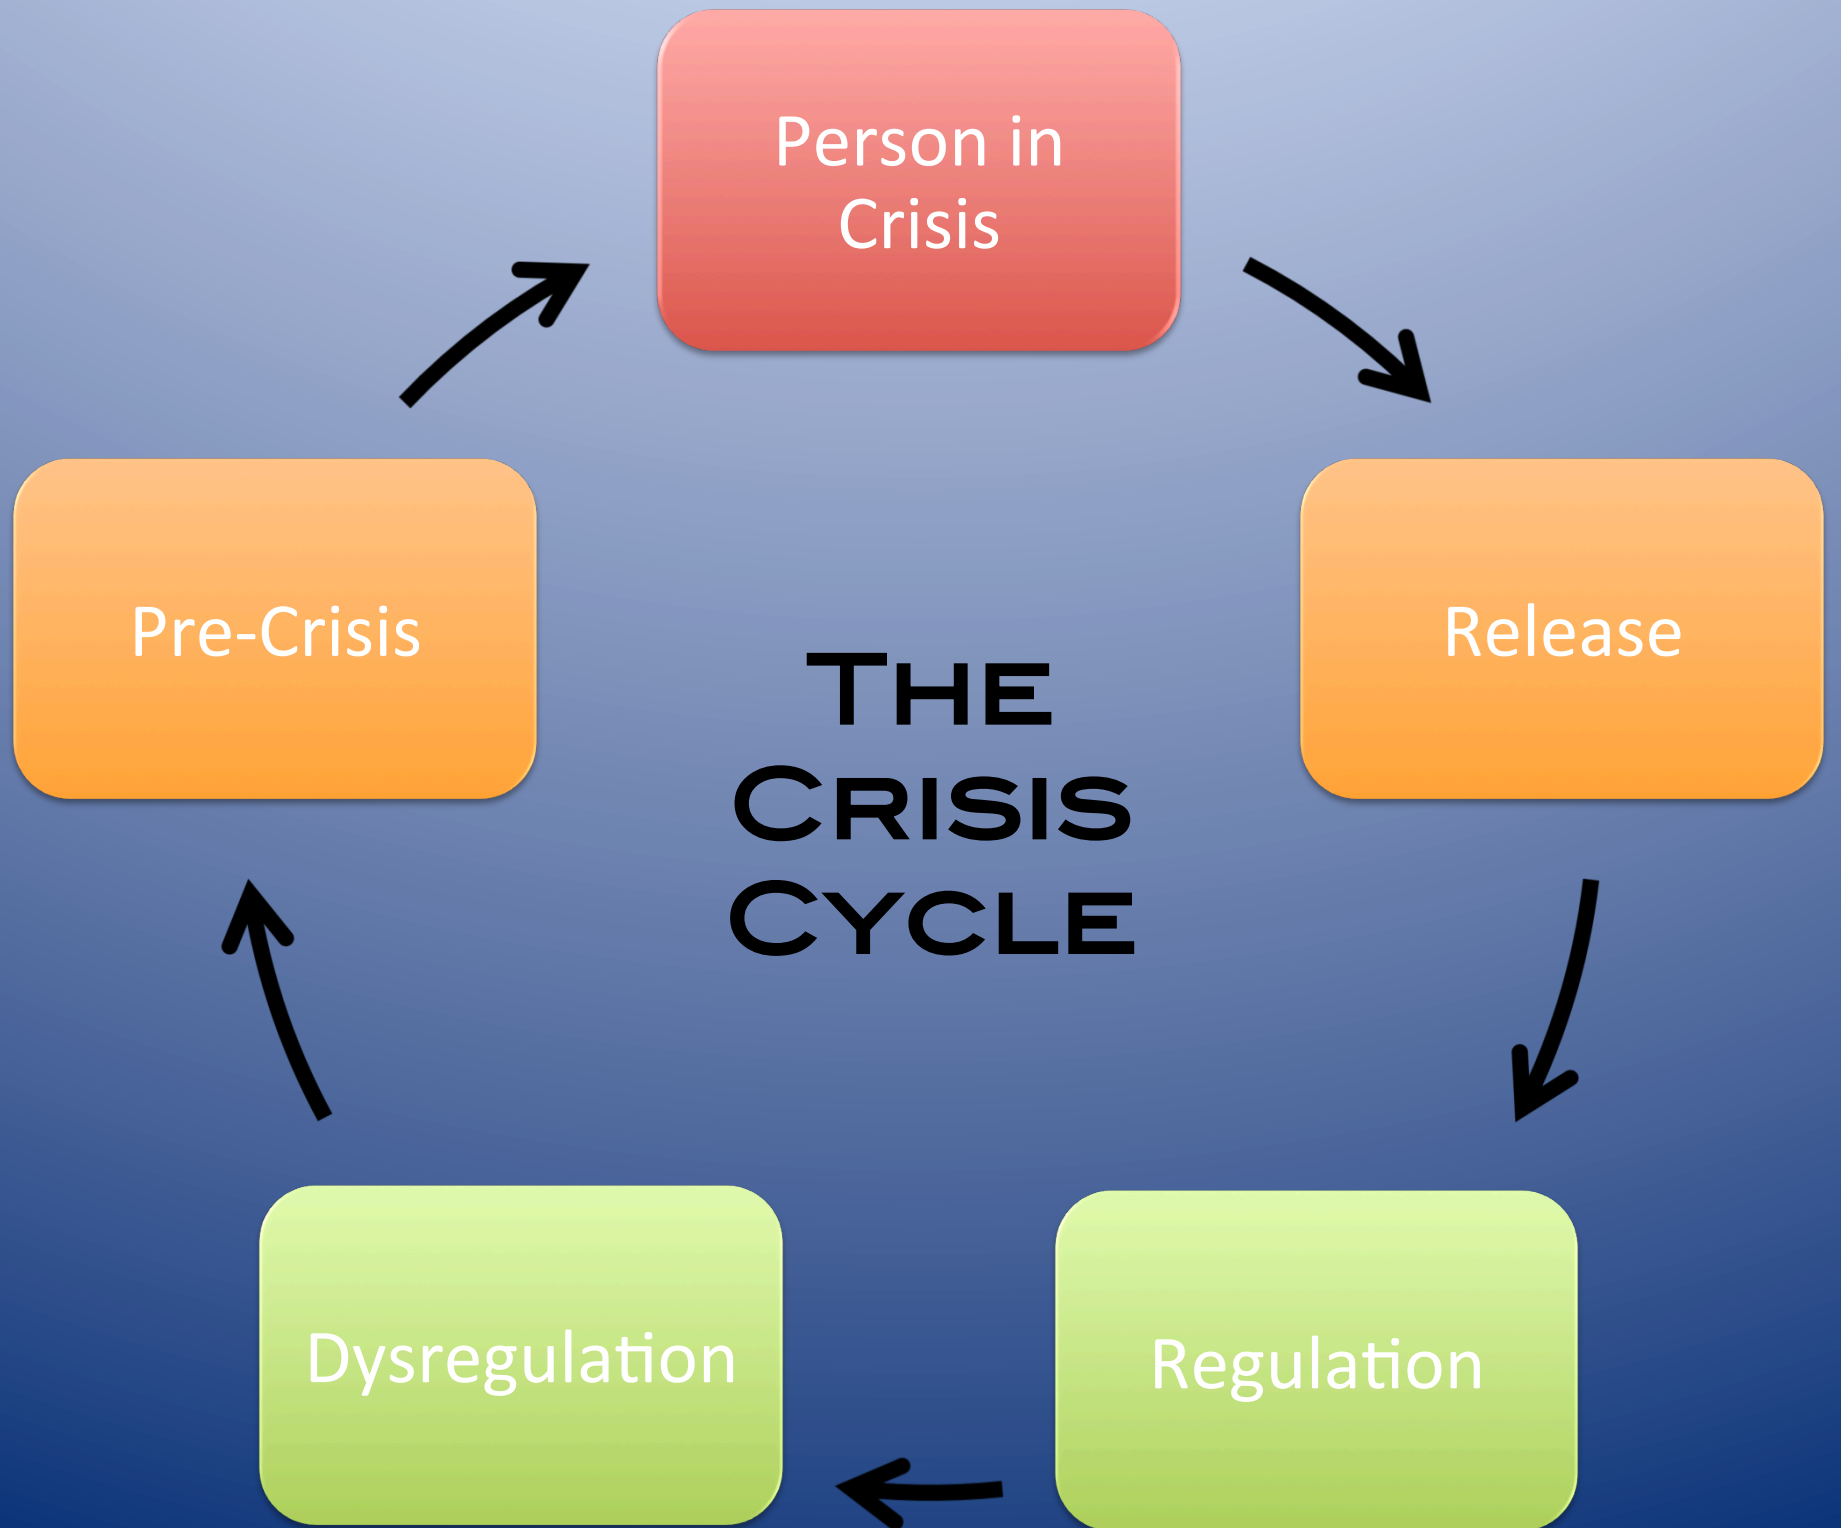 Person in
Crisis
Pre-Crisis
Release
The
Crisis
Cycle
Dysregulation
Regulation